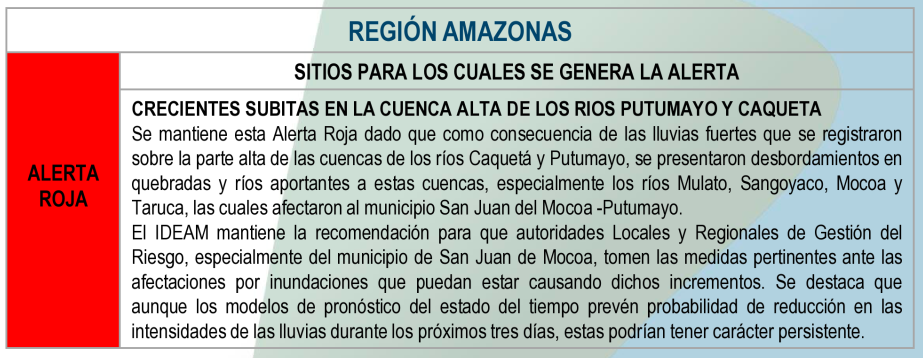 REGIÓN AMAZONAS
SITIOS PARA LOS CUALES SE GENERA LA ALERTA
ALERTA
ROJA
CRECIENTES SUBITAS EN LA CUENCA ALTA DE LOS RIOS PUTUMAYO Y CAQUETA
Se mantiene esta Alerta Roja dado que como consecuencia de las lluvias fuertes que se registraron
sobre la parte alta de las cuencas de los ríos Caquetá y Putumayo, se presentaron desbordamientos en
quebradas y ríos aportantes a estas cuencas, especialmente los ríos Mulato, Sangoyaco, Mocoa y
Taruca, las cuales afectaron al municipio San Juan del Mocoa -Putumayo.
El IDEAM mantiene la recomendación para que autoridades Locales y Regionales de Gestión del
Riesgo, especialmente del municipio de San Juan de Mocoa, tomen las medidas pertinentes ante las
afectaciones por inundaciones que puedan estar causando dichos incrementos. Se destaca que
aunque los modelos de pronóstico del estado del tiempo prevén probabilidad de reducción en las
intensidades de las lluvias durante los próximos tres días, estas podrían tener carácter persistente.